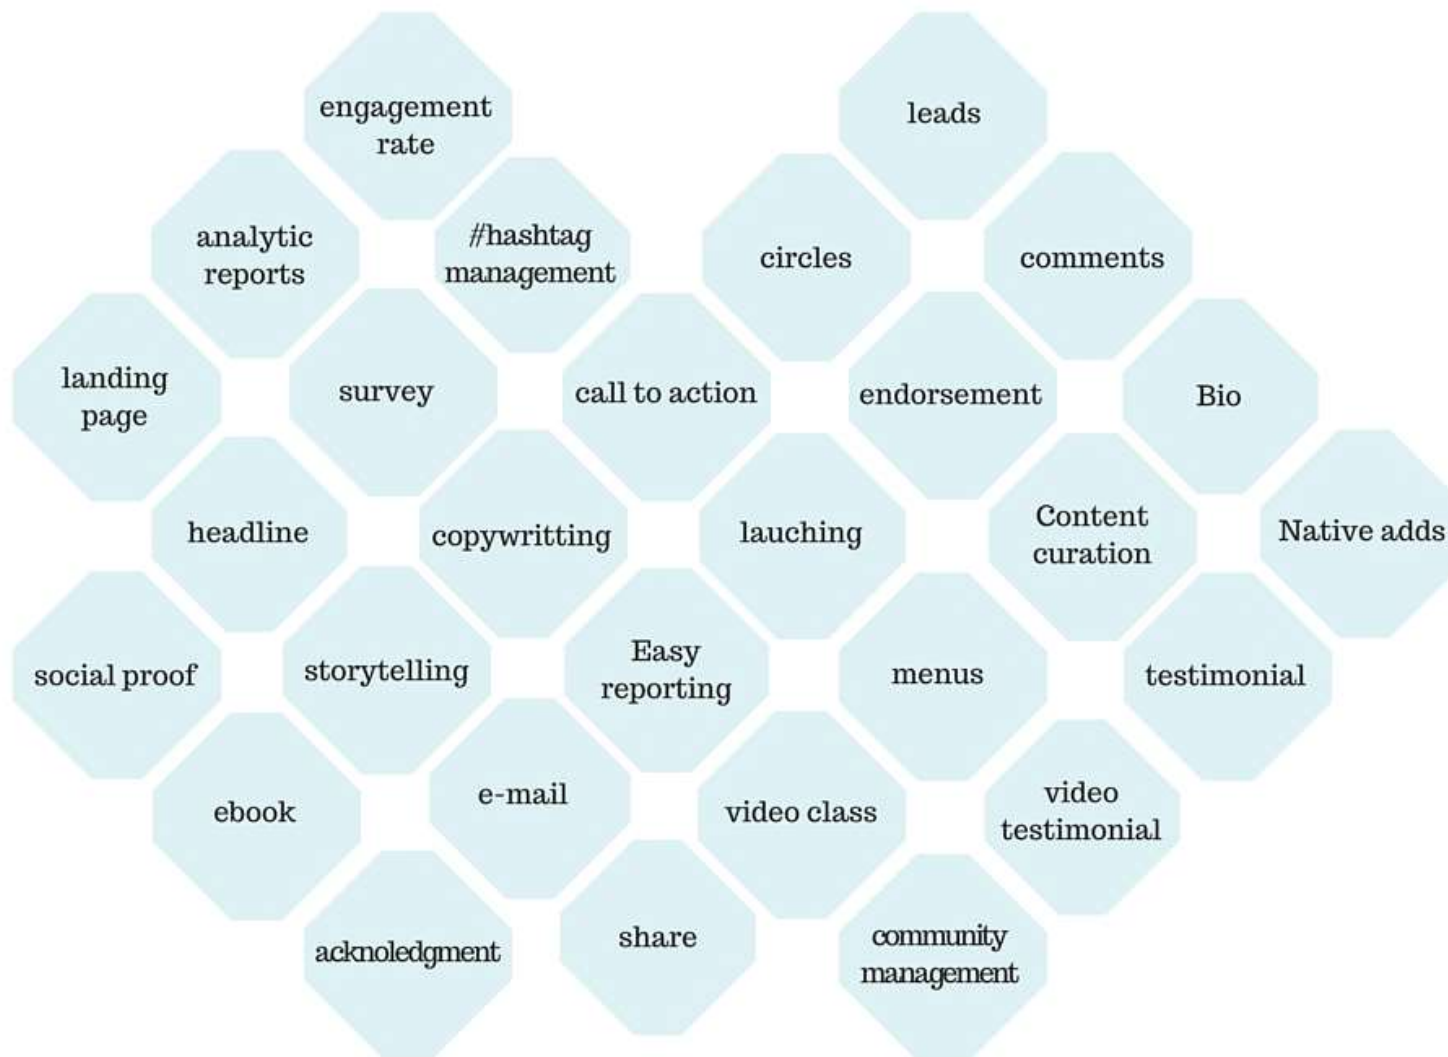 engagement
rate
leads
analytic
reports
#hashtag
management
circles
comments
landing
page
survey
call to action
endorsement
Bio
headline
copywritting
lauching
Content
curation
Native adds
social proof
storytelling
Easy
reporting
menus
testimonial
ebook
e-mail
video class
video
testimonial
acknoledgment
share
community
management